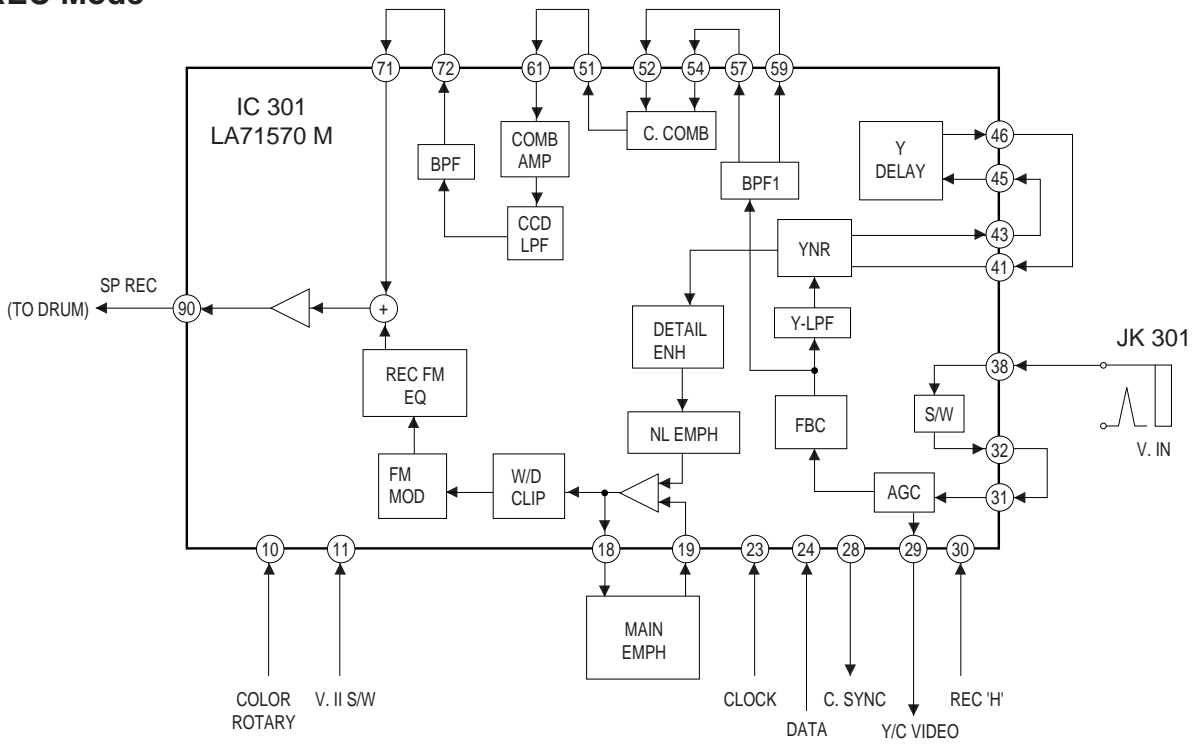 REC Mode
71
72
61
51
52
54
57
59
IC 301
LA71570 M
COMB
AMP
C. COMB
BPF
BPF1
Y
DELAY
46
45
CCD
LPF
YNR
43
41
SP REC
(TO DRUM)
90
+
DETAIL
ENH
Y-LPF
JK 301
REC FM
EQ
38
S/W
FBC
NL EMPH
32
V. IN
FM
MOD
W/D
CLIP
AGC
31
10
11
18
19
23
24
28
29
30
MAIN
EMPH
COLOR
ROTARY
V. II S/W
CLOCK
DATA
C. SYNC
Y/C VIDEO
REC 'H'